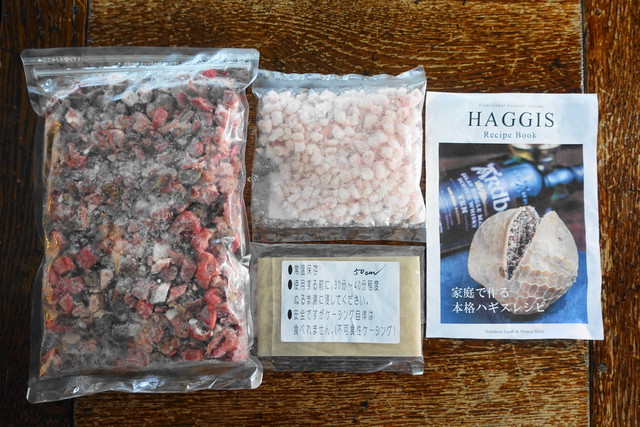 Traditional Scottish cuisine
HAGGIS
Recipe Book
Ardb
TEN
家庭で作る
本格ハギスレシピ
●常温保存 50cm
●使用する前に、30分~40分程度
ぬるま湯に浸してください。
●安全ですがケーシング自体は
食べれません。(不可食性ケーシング)